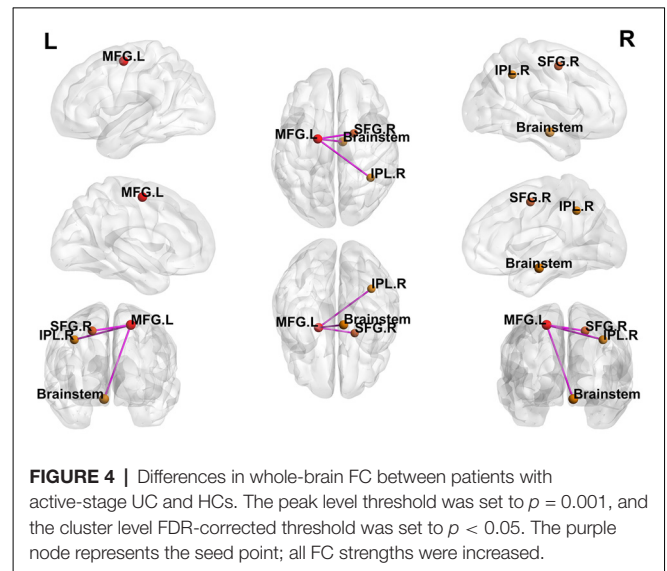 L
R
MFG.L
MFG.L
SFG.R
Brainstem
IPL.R
IPL.R
SFG.R
Brainstem
MFG.L
SFG.R
IPL.R
Brainstem
SFG.R
MFG.L
IPL.R
Brainstem
IPL.R
MFG.L
Brainstem
SFG.R
MFG.L
SFG.R
IPL.R
Brainstem
FIGURE 4 | Differences in whole-brain FC between patients with
active-stage UC and HCs. The peak level threshold was set to p = 0.001, and
the cluster level FDR-corrected threshold was set to p < 0.05. The purple
node represents the seed point; all FC strengths were increased.